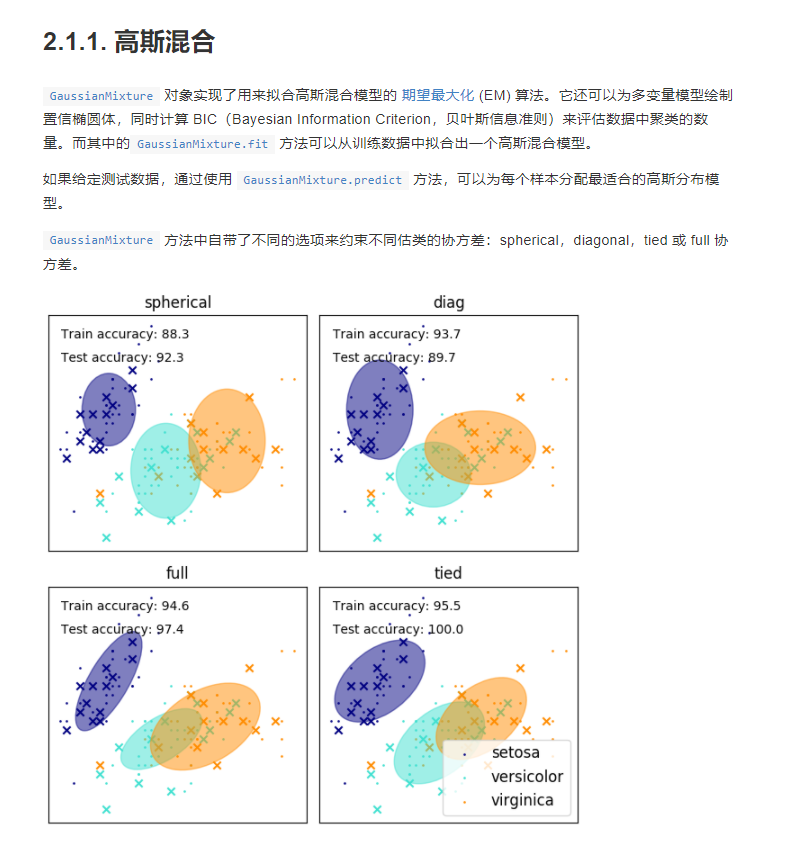 2.1.1. 高斯混合
GaussianMixture 对象实现了用来拟合高斯混合模型的 期望最大化 (EM) 算法。它还可以为多变量模型绘制
置信椭圆体，同时计算 BIC（Bayesian Information Criterion，贝叶斯信息准则）来评估数据中聚类的数
量。而其中的 GaussianMixture.fit 方法可以从训练数据中拟合出一个高斯混合模型。
如果给定测试数据，通过使用 GaussianMixture.predict 方法，可以为每个样本分配最适合的高斯分布模
型。
GaussianMixture 方法中自带了不同的选项来约束不同估类的协方差：spherical，diagonal，tied 或 full 协
方差。
spherical
Train accuracy: 88.3
Test accuracy: 92.3
diag
Train accuracy: 93.7
Test accuracy: 89.7
full
Train accuracy: 94.6
Test accuracy: 97.4
tied
Train accuracy: 95.5
Test accuracy: 100.0
setosa
versicolor
virginica